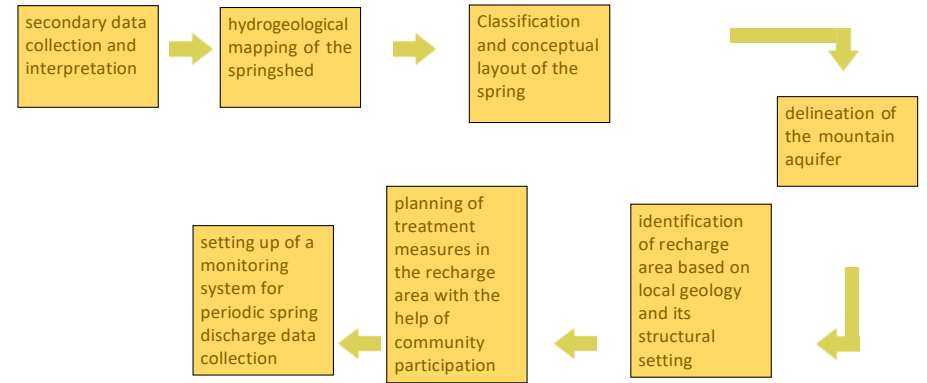 secondary data
collection and
interpretation
hydrogeological
mapping of the
springshed
Classification
and conceptual
layout of the
spring
delineation of
the mountain
aquifer
identification
of recharge
area based on
local geology
and its
structural
setting
planning of
treatment
measures in
the recharge
area with the
help of
community
participation
setting up of a
monitoring
system for
periodic spring
discharge data
collection